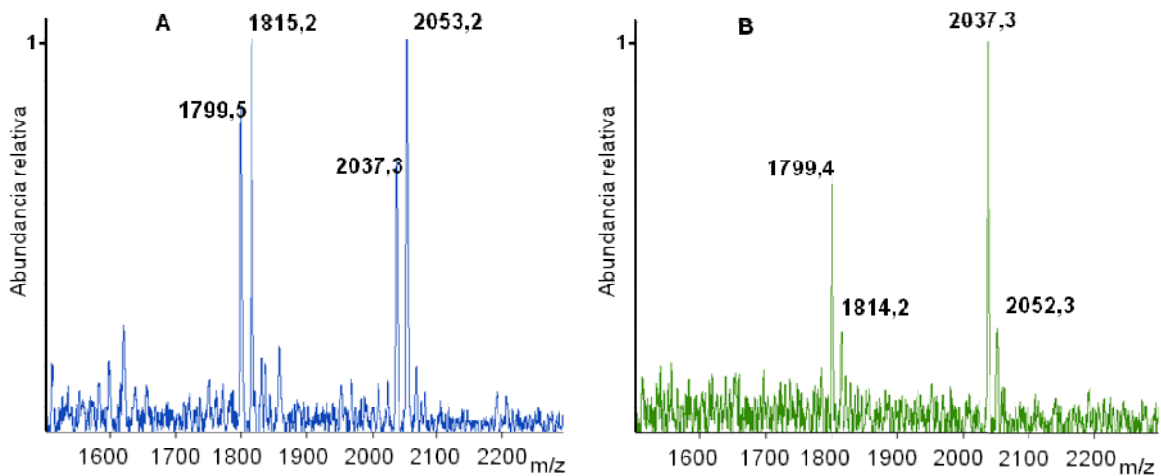 A
1815,2
2053,2
1
1799,5
2037,3
Abundancia relativa
1600 1700 1800 1900 2000 2100 2200 m/z
B
2037,3
1
1799,4
1814,2
2052,3
Abundancia relativa
1600 1700 1800 1900 2000 2100 2200 m/z